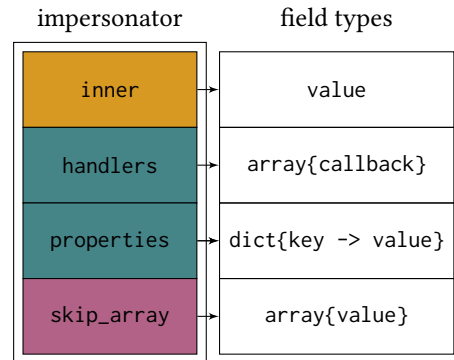 impersonator field types
inner value
handlers array{callback}
properties dict{key -> value}
skip_array array{value}